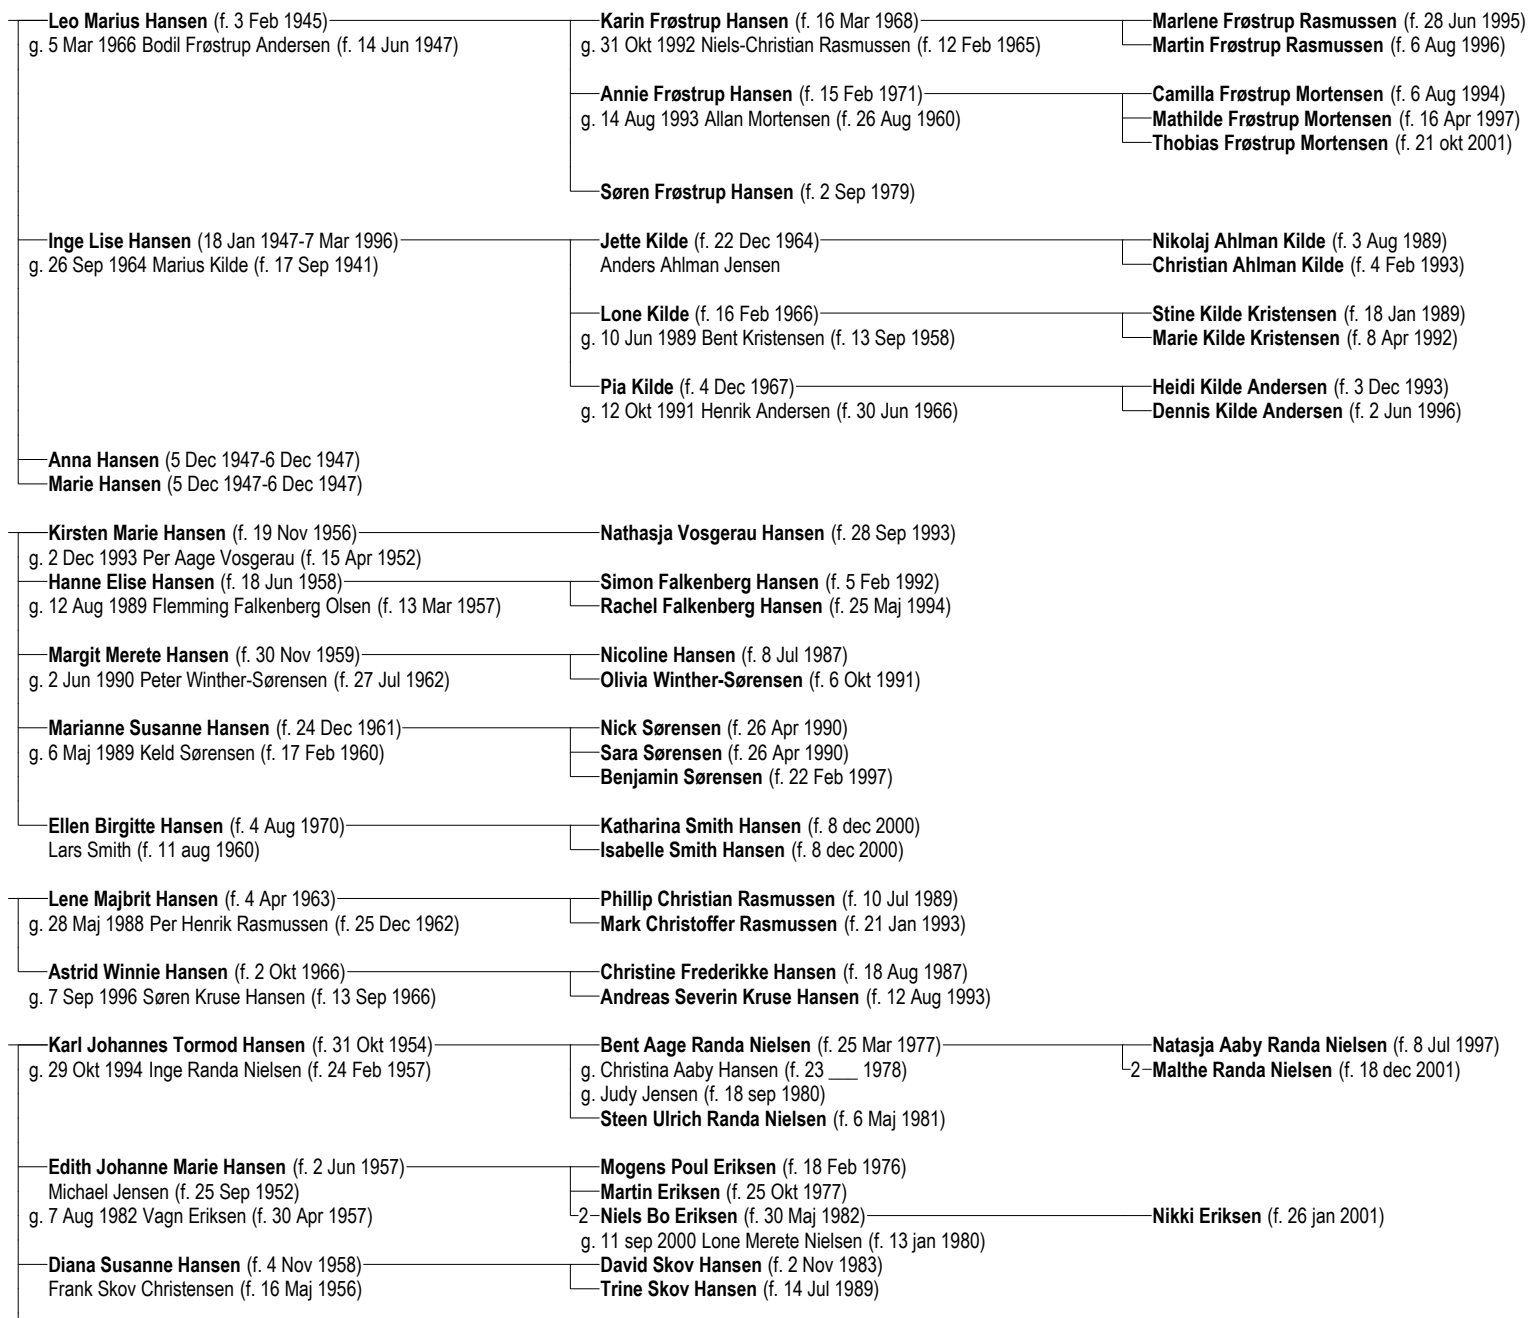 Leo Marius Hansen (f. 3 Feb 1945) Karin Frøstrup Hansen (f. 16 Mar 1968) Marlene Frøstrup Rasmussen (f. 28 Jun 1995)
g. 5 Mar 1966 Bodil Frøstrup Andersen (f. 14 Jun 1947) g. 31 Okt 1992 Niels-Christian Rasmussen (f. 12 Feb 1965) Martin Frøstrup Rasmussen (f. 6 Aug 1996)
Annie Frøstrup Hansen (f. 15 Feb 1971) Camilla Frøstrup Mortensen (f. 6 Aug 1994)
g. 14 Aug 1993 Allan Mortensen (f. 26 Aug 1960) Mathilde Frøstrup Mortensen (f. 16 Apr 1997)
Thobias Frøstrup Mortensen (f. 21 okt 2001)
Søren Frøstrup Hansen (f. 2 Sep 1979)
Inge Lise Hansen (18 Jan 1947-7 Mar 1996) Jette Kilde (f. 22 Dec 1964) Nikolaj Ahlman Kilde (f. 3 Aug 1989)
g. 26 Sep 1964 Marius Kilde (f. 17 Sep 1941) Anders Ahlman Jensen Christian Ahlman Kilde (f. 4 Feb 1993)
Lone Kilde (f. 16 Feb 1966) Stine Kilde Kristensen (f. 18 Jan 1989)
g. 10 Jun 1989 Bent Kristensen (f. 13 Sep 1958) Marie Kilde Kristensen (f. 8 Apr 1992)
Pia Kilde (f. 4 Dec 1967) Heidi Kilde Andersen (f. 3 Dec 1993)
g. 12 Okt 1991 Henrik Andersen (f. 30 Jun 1966) Dennis Kilde Andersen (f. 2 Jun 1996)
Anna Hansen (5 Dec 1947-6 Dec 1947)
Marie Hansen (5 Dec 1947-6 Dec 1947)
Kirsten Marie Hansen (f. 19 Nov 1956) Nathasja Vosgerau Hansen (f. 28 Sep 1993)
g. 2 Dec 1993 Per Aage Vosgerau (f. 15 Apr 1952)
Hanne Elise Hansen (f. 18 Jun 1958) Simon Falkenberg Hansen (f. 5 Feb 1992)
g. 12 Aug 1989 Flemming Falkenberg Olsen (f. 13 Mar 1957) Rachel Falkenberg Hansen (f. 25 Maj 1994)
Margit Merete Hansen (f. 30 Nov 1959) Nicoline Hansen (f. 8 Jul 1987)
g. 2 Jun 1990 Peter Winther-Sørensen (f. 27 Jul 1962) Olivia Winther-Sørensen (f. 6 Okt 1991)
Marianne Susanne Hansen (f. 24 Dec 1961) Nick Sørensen (f. 26 Apr 1990)
g. 6 Maj 1989 Keld Sørensen (f. 17 Feb 1960) Sara Sørensen (f. 26 Apr 1990)
Benjamin Sørensen (f. 22 Feb 1997)
Ellen Birgitte Hansen (f. 4 Aug 1970) Katharina Smith Hansen (f. 8 dec 2000)
Lars Smith (f. 11 aug 1960) Isabelle Smith Hansen (f. 8 dec 2000)
Lene Majbrit Hansen (f. 4 Apr 1963) Phillip Christian Rasmussen (f. 10 Jul 1989)
g. 28 Maj 1988 Per Henrik Rasmussen (f. 25 Dec 1962) Mark Christoffer Rasmussen (f. 21 Jan 1993)
Astrid Winnie Hansen (f. 2 Okt 1966) Christine Frederikke Hansen (f. 18 Aug 1987)
g. 7 Sep 1996 Søren Kruse Hansen (f. 13 Sep 1966) Andreas Severin Kruse Hansen (f. 12 Aug 1993)
Karl Johannes Tormod Hansen (f. 31 Okt 1954) Bent Aage Randa Nielsen (f. 25 Mar 1977) Natasja Aaby Randa Nielsen (f. 8 Jul 1997)
g. 29 Okt 1994 Inge Randa Nielsen (f. 24 Feb 1957) g. Christina Aaby Hansen (f. 23 ___ 1978) 2 Malthe Randa Nielsen (f. 18 dec 2001)
g. Judy Jensen (f. 18 sep 1980)
Steen Ulrich Randa Nielsen (f. 6 Maj 1981)
Edith Johanne Marie Hansen (f. 2 Jun 1957) Mogens Poul Eriksen (f. 18 Feb 1976)
Michael Jensen (f. 25 Sep 1952) Martin Eriksen (f. 25 Okt 1977)
g. 7 Aug 1982 Vagn Eriksen (f. 30 Apr 1957) 2 Niels Bo Eriksen (f. 30 Maj 1982) Nikki Eriksen (f. 26 jan 2001)
g. 11 sep 2000 Lone Merete Nielsen (f. 13 jan 1980)
Diana Susanne Hansen (f. 4 Nov 1958) David Skov Hansen (f. 2 Nov 1983)
Frank Skov Christensen (f. 16 Maj 1956) Trine Skov Hansen (f. 14 Jul 1989)